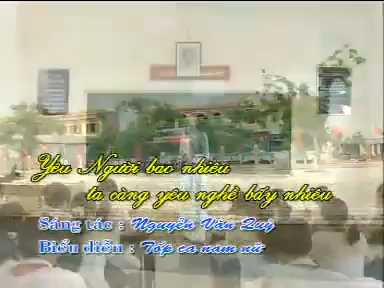 Yêu Người bao nhiêu
ta càng yêu nghề bấy nhiêu
Sáng tác : Nguyễn Văn Quỳ
Biểu diễn : Tốp ca nam nữ